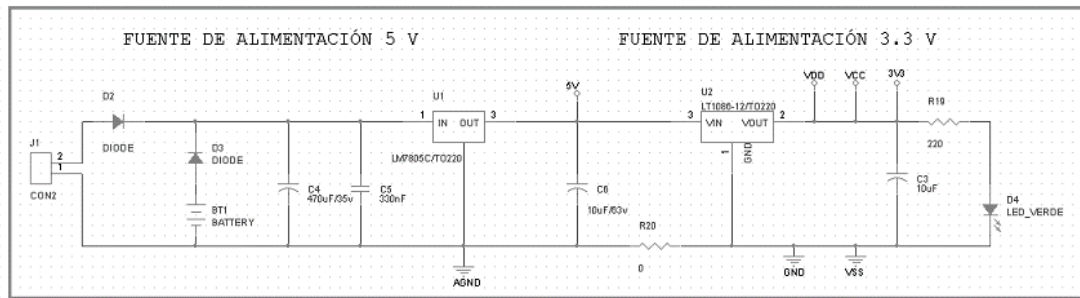 FUENTE DE ALIMENTACIÓN 5 V
FUENTE DE ALIMENTACIÓN 3.3 V
J1
2
1
CON2
D2
DIODE
D3
DIODE
BT1
BATTERY
C4
470uF/35v
C5
330nF
U1
1
IN
OUT
3
LM7805C/TO220
AGND
5V
C6
10uF/63v
R20
0
U2
LT1086-12/TO220
3
VIN
VOUT
2
GND
1
VDD
VCC
3V3
R19
220
C3
10uF
D4
LED_VERDE
GND
VSS